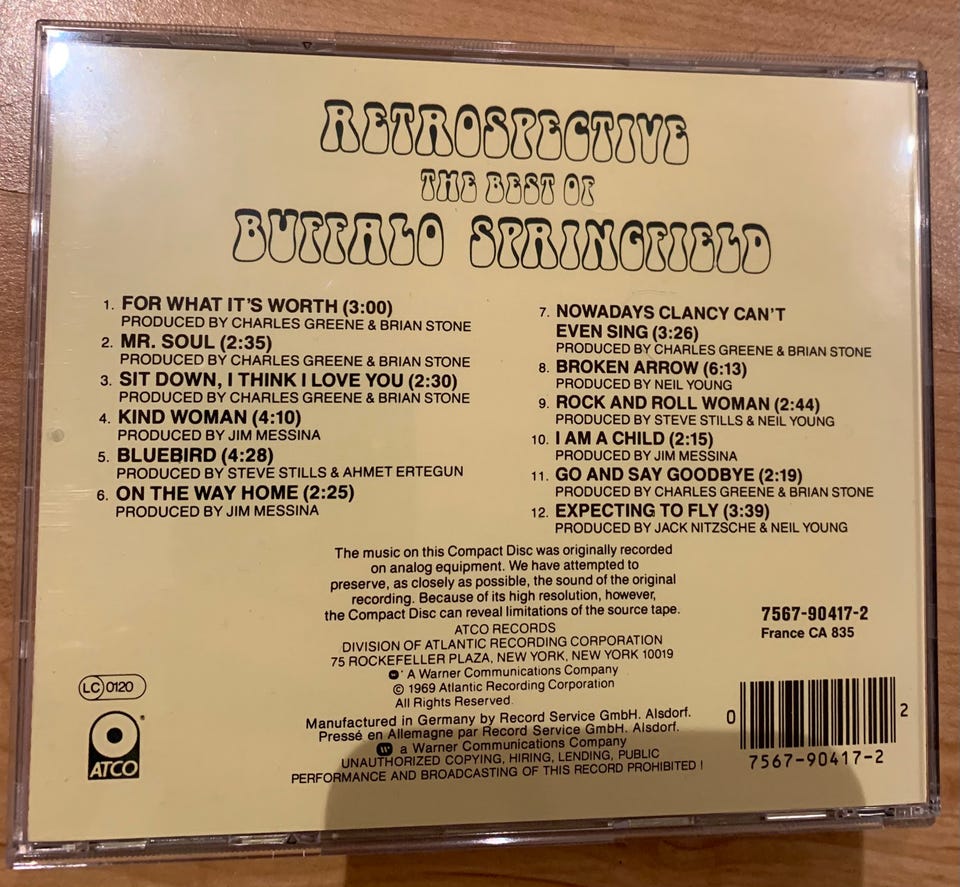 RETROSPECTIVE
THE BEST OF
BUFFALO SPRINGFIELD
1. FOR WHAT IT'S WORTH (3:00)
PRODUCED BY CHARLES GREENE & BRIAN STONE
2. MR. SOUL (2:35)
PRODUCED BY CHARLES GREENE & BRIAN STONE
3. SIT DOWN, I THINK I LOVE YOU (2:30)
PRODUCED BY CHARLES GREENE & BRIAN STONE
4. KIND WOMAN (4:10)
PRODUCED BY JIM MESSINA
5. BLUEBIRD (4:28)
PRODUCED BY STEVE STILLS & AHMET ERTEGUN
6. ON THE WAY HOME (2:25)
PRODUCED BY JIM MESSINA
7. NOWADAYS CLANCY CAN'T
EVEN SING (3:26)
PRODUCED BY CHARLES GREENE & BRIAN STONE
8. BROKEN ARROW (6:13)
PRODUCED BY NEIL YOUNG
9. ROCK AND ROLL WOMAN (2:44)
PRODUCED BY STEVE STILLS & NEIL YOUNG
10. I AM A CHILD (2:15)
PRODUCED BY JIM MESSINA
11. GO AND SAY GOODBYE (2:19)
PRODUCED BY CHARLES GREENE & BRIAN STONE
12. EXPECTING TO FLY (3:39)
PRODUCED BY JACK NITZSCHE & NEIL YOUNG
The music on this Compact Disc was originally recorded
on analog equipment. We have attempted to
preserve, as closely as possible, the sound of the original
recording. Because of its high resolution, however,
the Compact Disc can reveal limitations of the source tape.
ATCO RECORDS
DIVISION OF ATLANTIC RECORDING CORPORATION
75 ROCKEFELLER PLAZA, NEW YORK, NEW YORK 10019
A Warner Communications Company
© 1969 Atlantic Recording Corporation
All Rights Reserved.
Manufactured in Germany by Record Service GmbH. Alsdorf.
Pressé en Allemagne par Record Service GmbH. Alsdorf.
a Warner Communications Company
UNAUTHORIZED COPYING, HIRING, LENDING, PUBLIC
PERFORMANCE AND BROADCASTING OF THIS RECORD PROHIBITED !
7567-90417-2
France CA 835
LC 0120
ATCO®
0 2
7567-90417-2